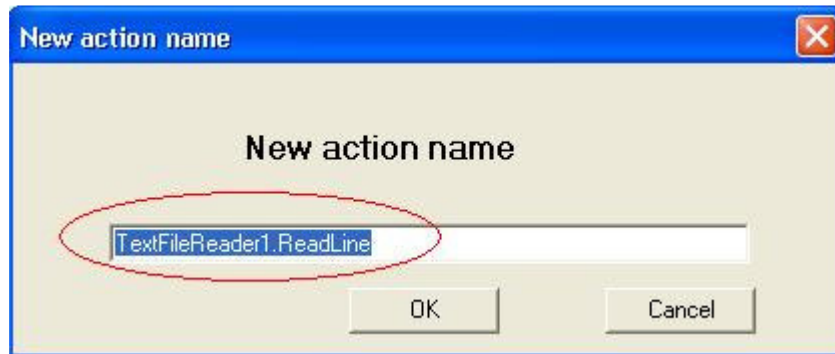 New action name
New action name
TextFileReader1.ReadLine
OK
Cancel